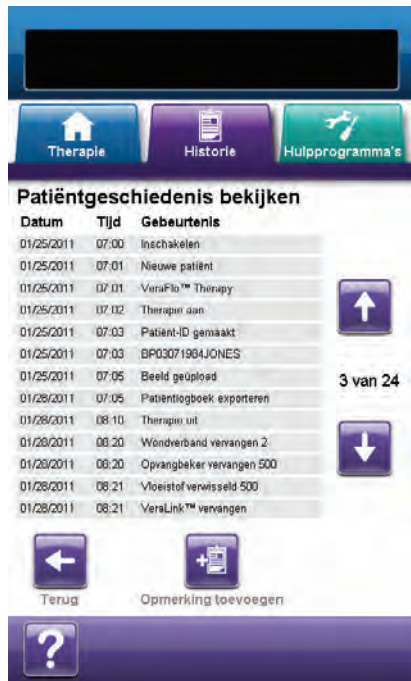 Therapie Historie Hulpprogramma's
Patiëntgeschiedenis bekijken
Datum Tijd Gebeurtenis
01/25/2011 07:00 Inschakelen
01/25/2011 07:01 Nieuwe patiënt
01/25/2011 07:01 VeraFlo™ Therapy
01/25/2011 07:02 Therapie aan
01/25/2011 07:03 Patient-ID gemaakt
01/25/2011 07:03 BP03071984JONES
01/25/2011 07:05 Beeld geüpload
3 van 24
01/28/2011 07:05 Patiëntlogboek exporteren
01/28/2011 08:10 Therapie uit
01/28/2011 08:20 Wondverband vervangen 2
01/28/2011 08:20 Opvangbeker vervangen 500
01/28/2011 08:21 Vloeistof verwisseld 500
01/28/2011 08:21 VeraLink™ vervangen
Terug Opmerking toevoegen
?